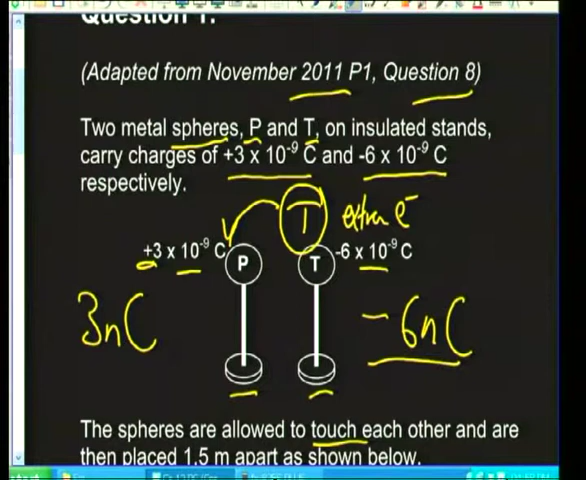 Question 1:
(Adapted from November 2011 P1, Question 8)
Two metal spheres, P and T, on insulated stands,
carry charges of +3 x 10⁻⁹ C and -6 x 10⁻⁹ C
respectively.
T extra e⁻
+3 x 10⁻⁹ C P T -6 x 10⁻⁹ C
3nC -6nC
The spheres are allowed to touch each other and are
then placed 1.5 m apart as shown below.